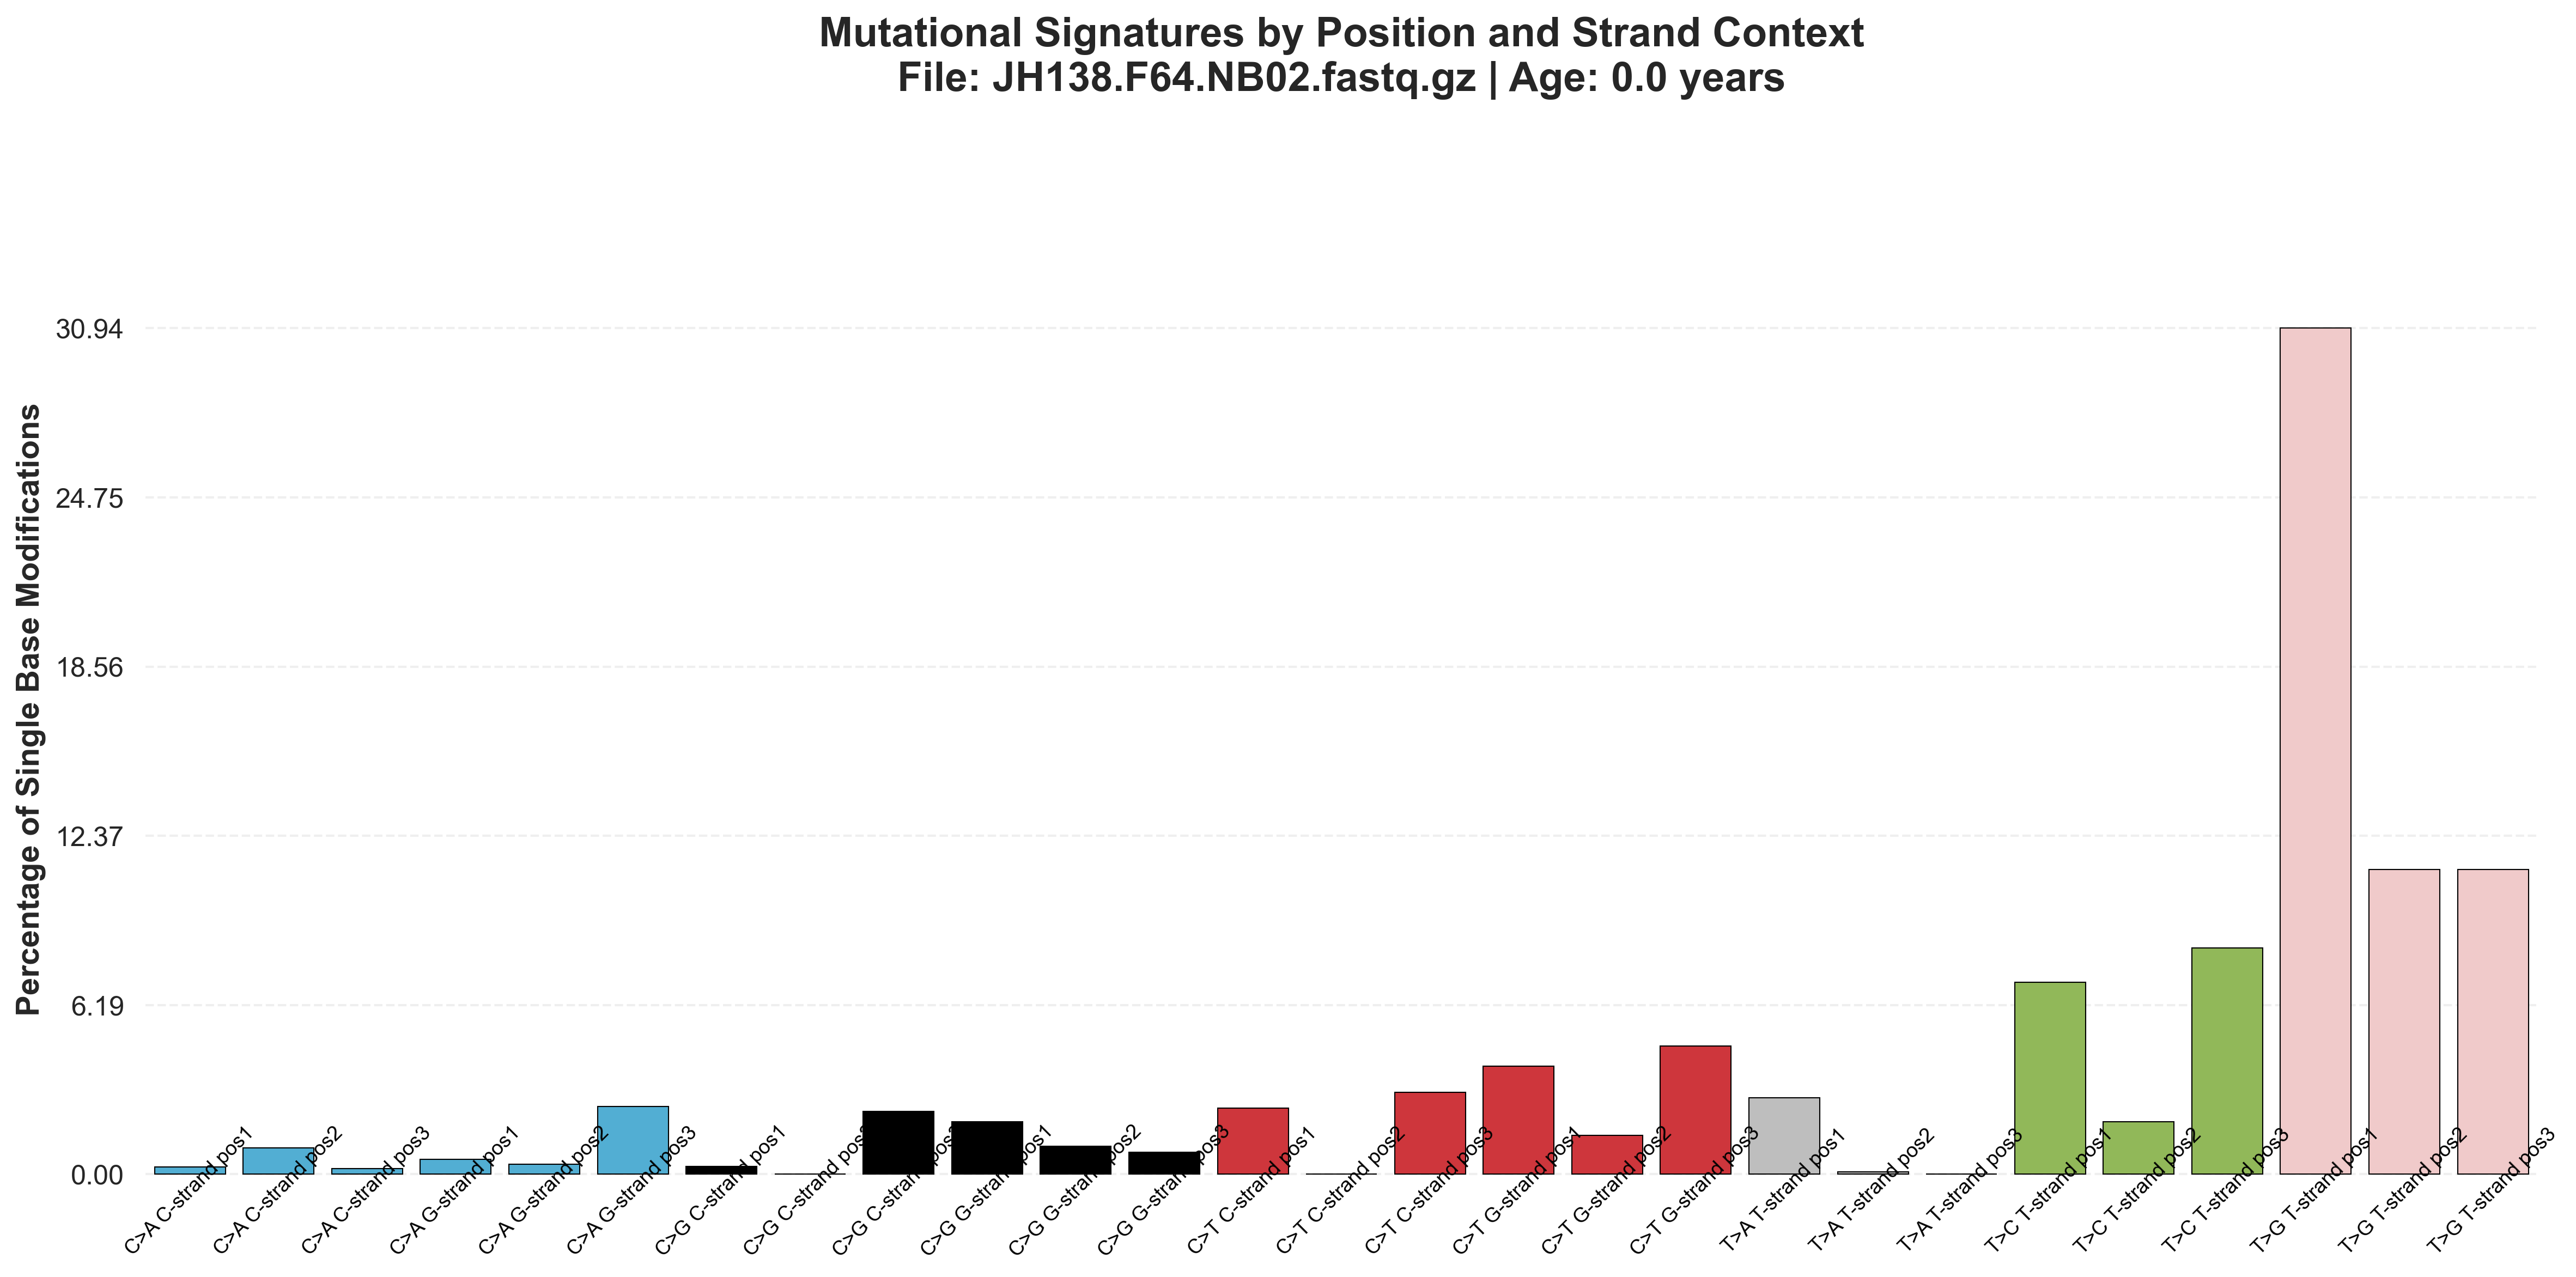 Mutational Signatures by Position and Strand Context
File: JH138.F64.NB02.fastq.gz | Age: 0.0 years
Percentage of Single Base Modifications
30.94
24.75
18.56
12.37
6.19
0.00
C>A C-strand pos1
C>A C-strand pos2
C>A C-strand pos3
C>A G-strand pos1
C>A G-strand pos2
C>A G-strand pos3
C>G C-strand pos1
C>G C-strand pos2
C>G C-strand pos3
C>G G-strand pos1
C>G G-strand pos2
C>G G-strand pos3
C>T C-strand pos1
C>T C-strand pos2
C>T C-strand pos3
C>T G-strand pos1
C>T G-strand pos2
C>T G-strand pos3
T>A T-strand pos1
T>A T-strand pos2
T>A T-strand pos3
T>C T-strand pos1
T>C T-strand pos2
T>C T-strand pos3
T>G T-strand pos1
T>G T-strand pos2
T>G T-strand pos3